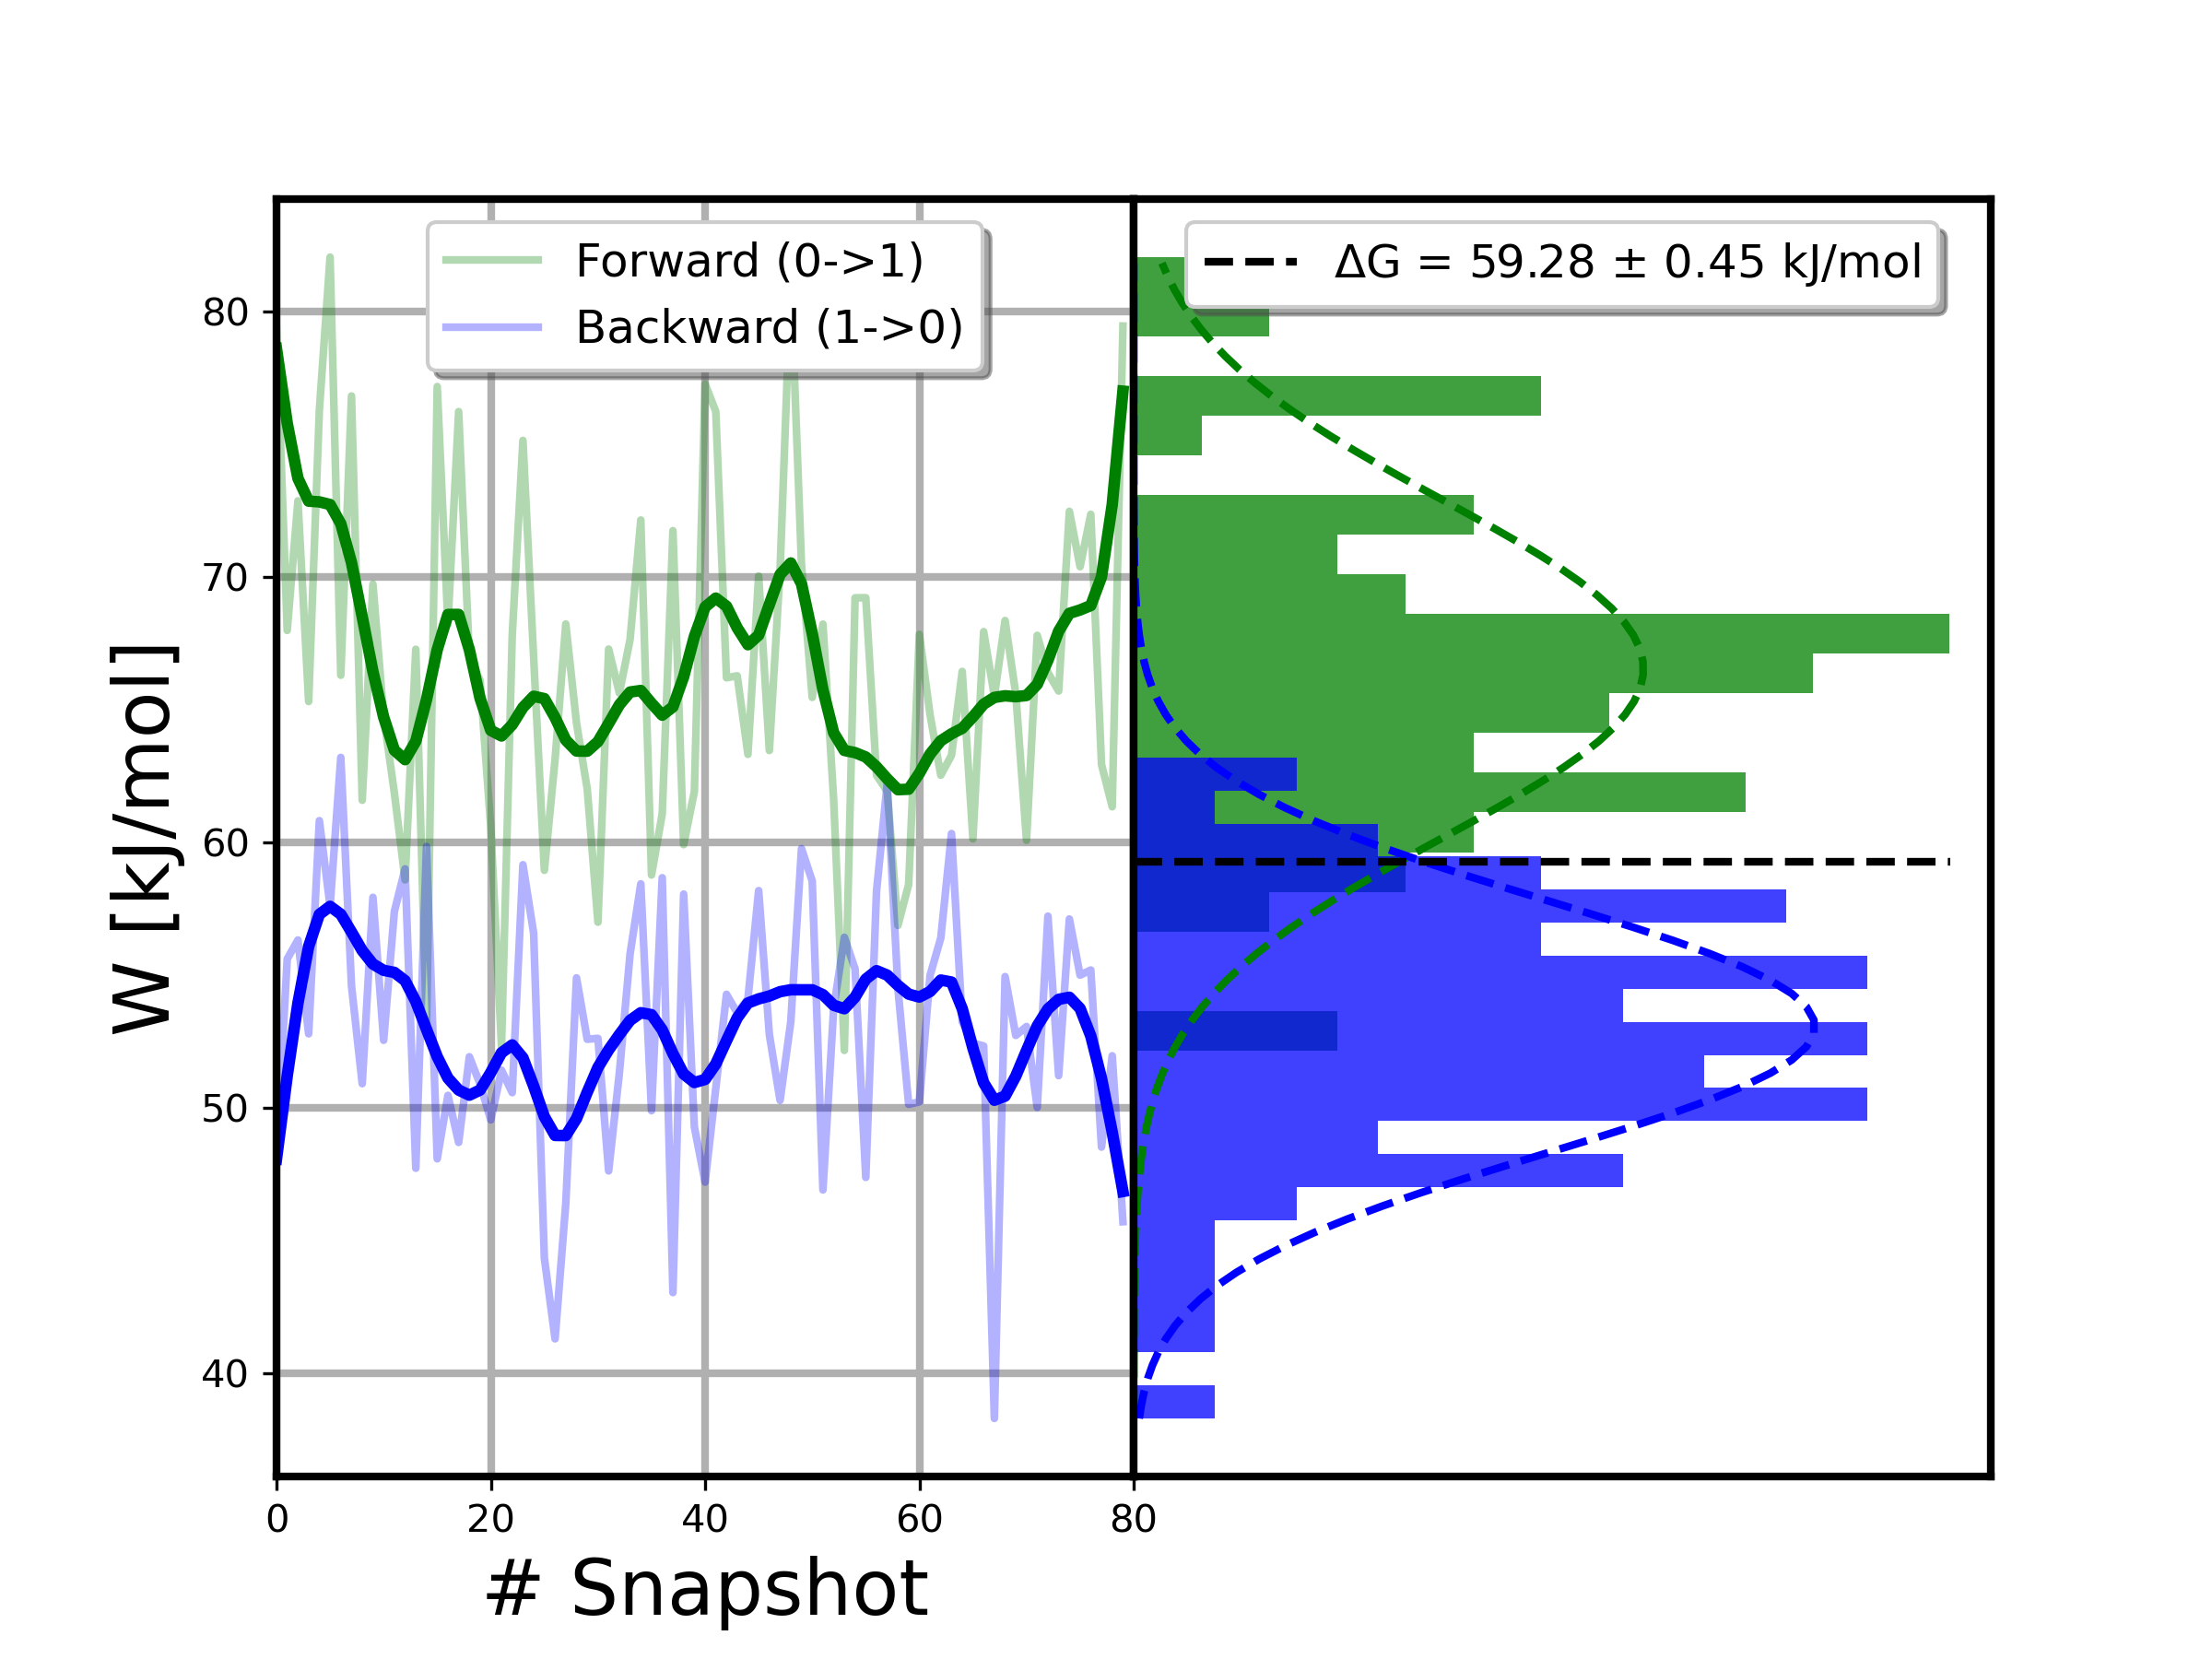 Forward (0->1)
Backward (1->0)
ΔG = 59.28 ± 0.45 kJ/mol
80
70
60
50
40
W [kJ/mol]
0 20 40 60 80
# Snapshot